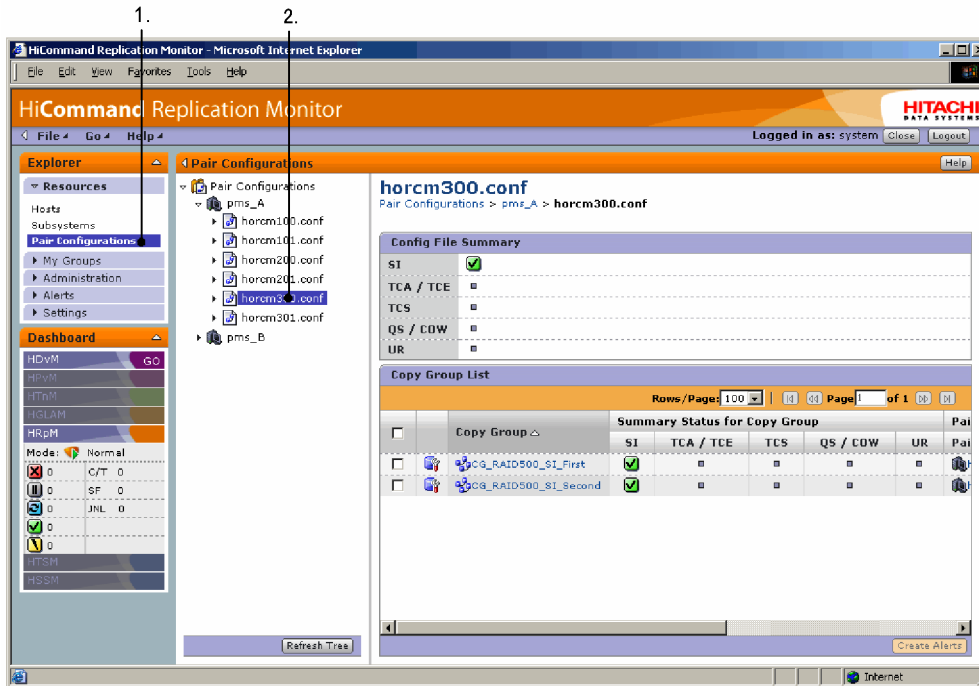 1. 2.
HiCommand Replication Monitor - Microsoft Internet Explorer
File Edit View Favorites Tools Help
HiCommand Replication Monitor
HITACHI
DATA SYSTEMS
File Go Help
Logged in as: system Close Logout
Explorer
Pair Configurations
Help
Resources
Hosts
Subsystems
Pair Configurations
My Groups
Administration
Alerts
Settings
Dashboard
HDvM GO
HPvM
HTnM
HGLAM
HRpM
Mode: Normal
0 C/T 0
0 SF 0
0 JNL 0
0
0
HTSM
HSSM
Pair Configurations
pms_A
horcm100.conf
horcm101.conf
horcm200.conf
horcm201.conf
horcm300.conf
horcm301.conf
pms_B
Refresh Tree
horcm300.conf
Pair Configurations > pms_A > horcm300.conf
Config File Summary
SI
TCA / TCE
TCS
QS / COW
UR
Copy Group List
Rows/Page: 100 Page 1 of 1
Copy Group
Summary Status for Copy Group
Pai
SI TCA / TCE TCS QS / COW UR Pai
CG_RAID500_SI_First
CG_RAID500_SI_Second
Create Alerts
Internet